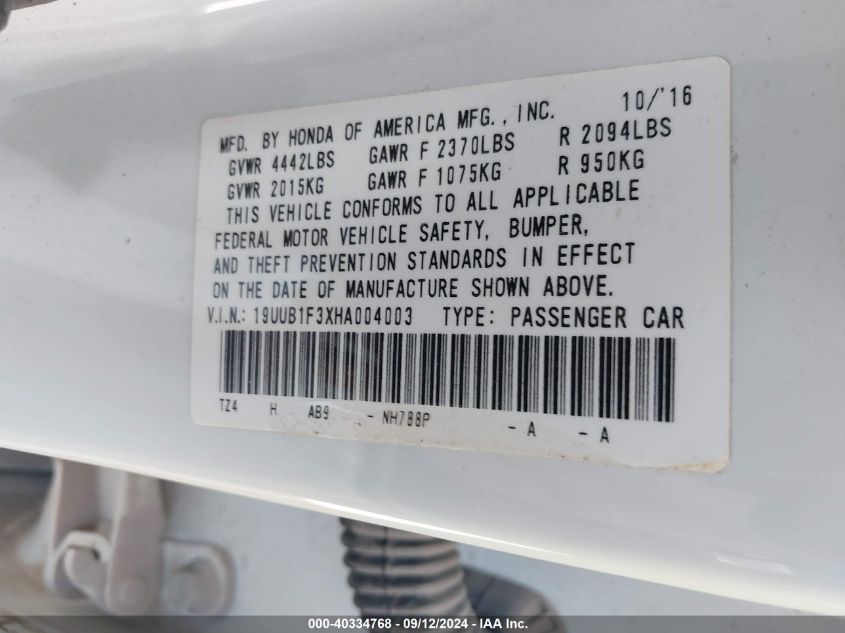 10/'16
MFD. BY HONDA OF AMERICA MFG., INC.
GVWR 4442LBS GAWR F 2370LBS R 2094LBS
GVWR 2015KG GAWR F 1075KG R 950KG
THIS VEHICLE CONFORMS TO ALL APPLICABLE
FEDERAL MOTOR VEHICLE SAFETY, BUMPER,
AND THEFT PREVENTION STANDARDS IN EFFECT
ON THE DATE OF MANUFACTURE SHOWN ABOVE.
V.I.N.: 19UUB1F3XHA004003 TYPE: PASSENGER CAR
TZ4 H AB9 - NH788P - A - A
000-40334768 - 09/12/2024 - IAA Inc.